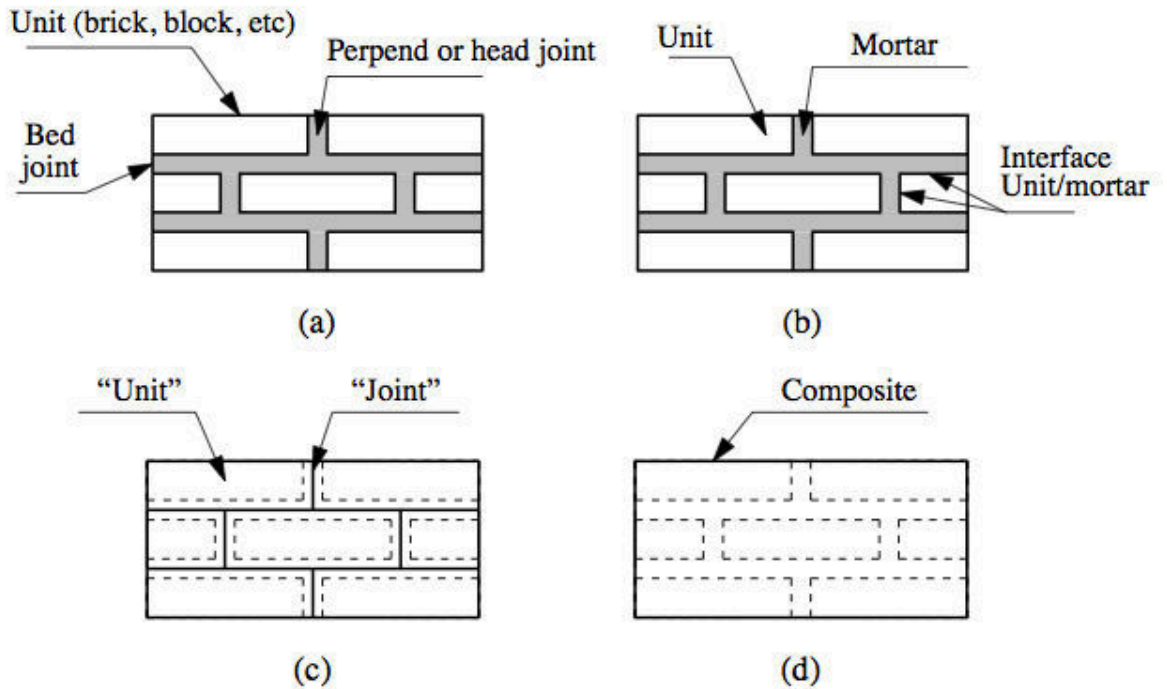 Unit (brick, block, etc)
Perpend or head joint
Bed
joint
(a)
Unit
Mortar
Interface
Unit/mortar
(b)
“Unit”
“Joint”
(c)
Composite
(d)